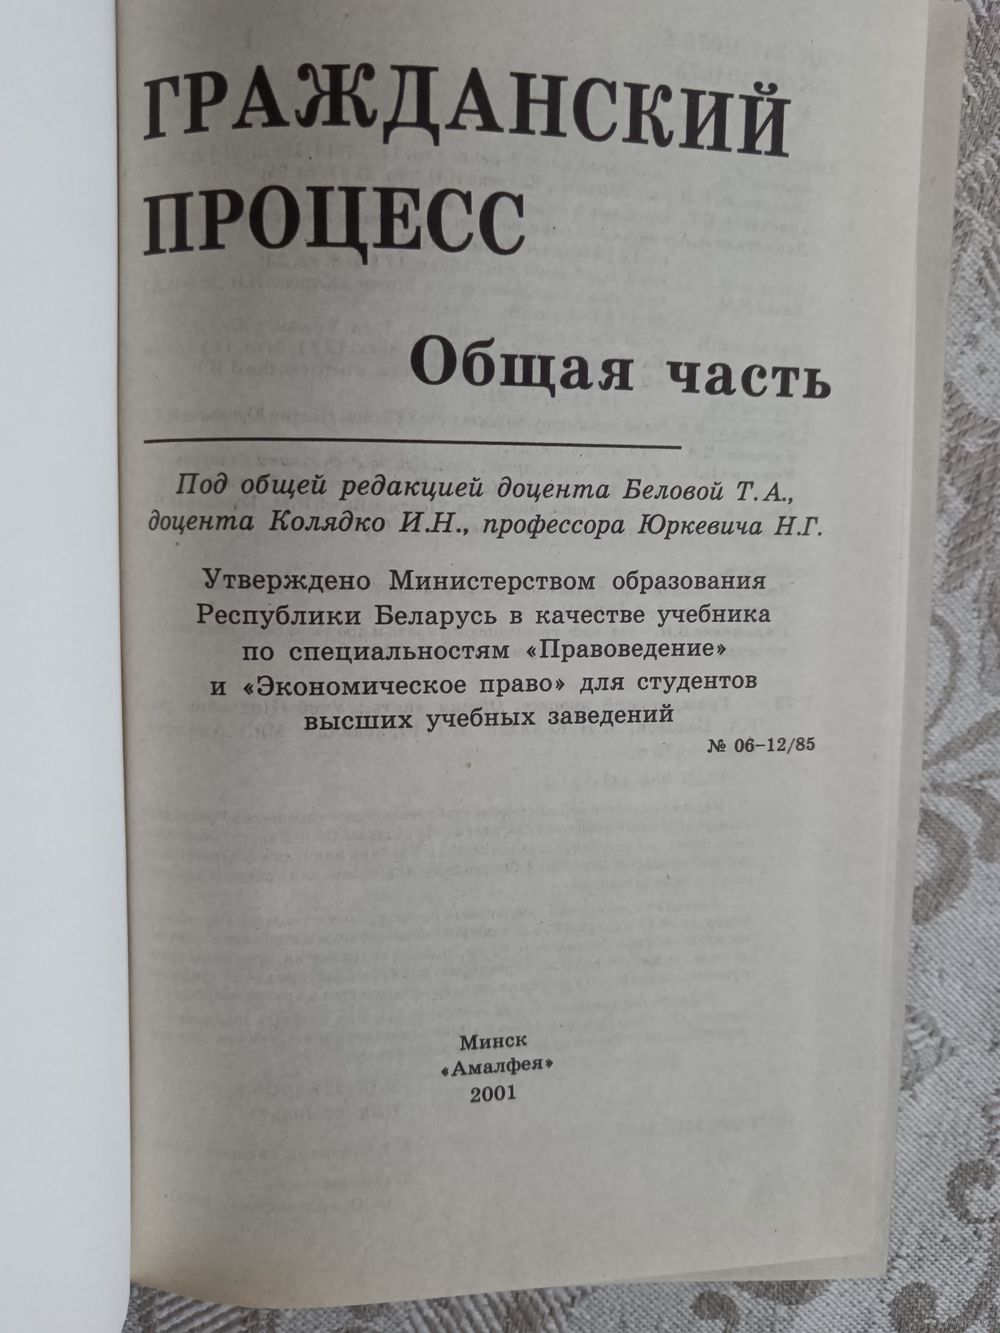 ГРАЖДАНСКИЙ
ПРОЦЕСС
Общая часть
Под общей редакцией доцента Беловой Т.А.,
доцента Колядко И.Н., профессора Юркевича Н.Г.
Утверждено Министерством образования
Республики Беларусь в качестве учебника
по специальностям «Правоведение»
и «Экономическое право» для студентов
высших учебных заведений
№ 06-12/85
Минск
«Амалфея»
2001